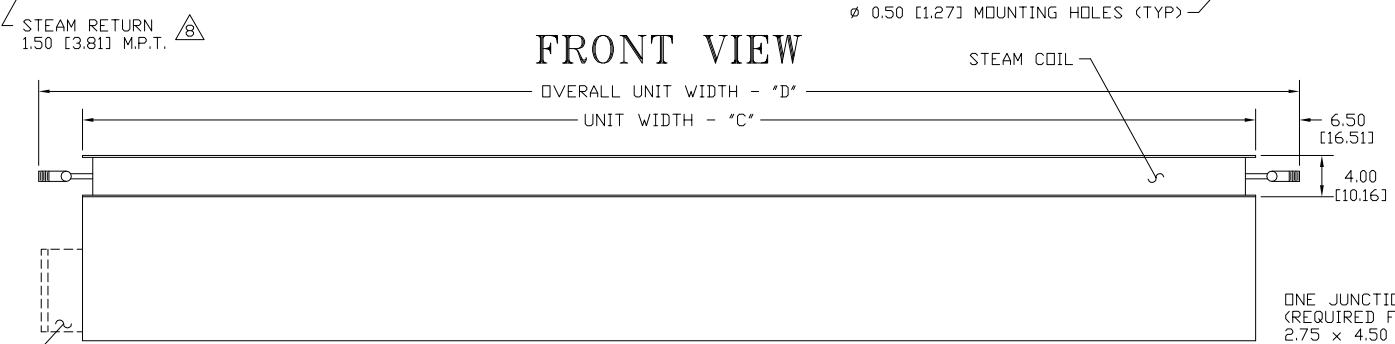 STEAM RETURN
1.50 [3.81] M.P.T.
8
Ø 0.50 [1.27] MOUNTING HOLES (TYP)
FRONT VIEW
STEAM COIL
OVERALL UNIT WIDTH - "D"
UNIT WIDTH - "C"
6.50
[16.51]
4.00
[10.16]
ONE
(REQUIRED
2.75 x 4.50